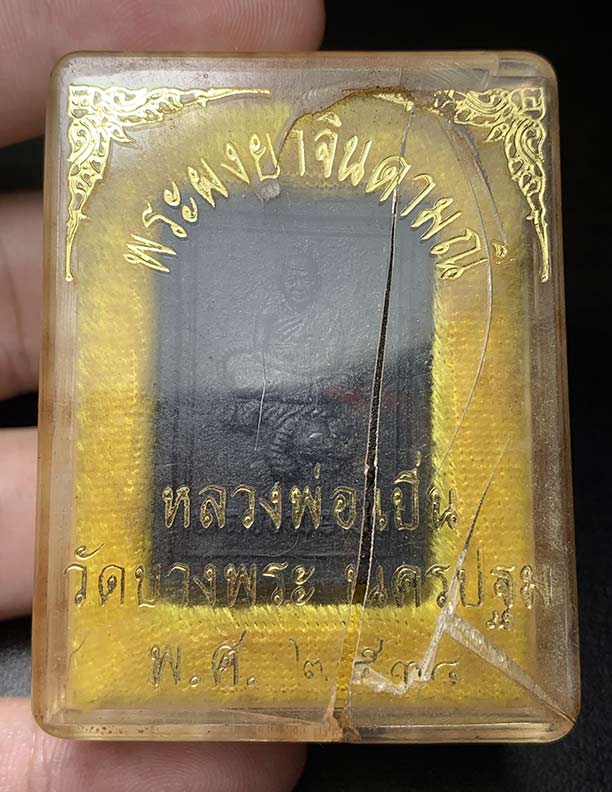 พระผงยาจินดามณี
หลวงพ่อเปิ่น
วัดบางพระ นครปฐม
พ.ศ. ๒๕๓๘